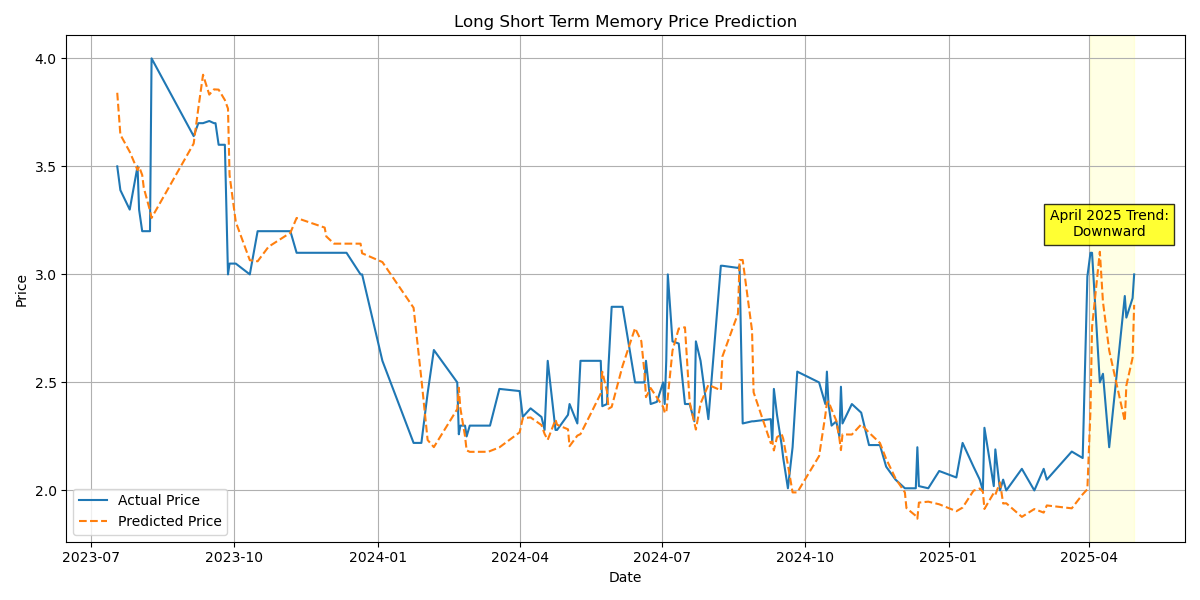 Long Short Term Memory Price Prediction
4.0
3.5
3.0
2.5
2.0
Price
April 2025 Trend:
Downward
Actual Price
Predicted Price
2023-07
2023-10
2024-01
2024-04
2024-07
2024-10
2025-01
2025-04
Date